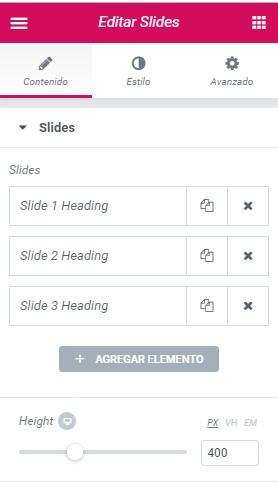 Editar Slides
Contenido Estilo Avanzado
Slides
Slides
Slide 1 Heading
Slide 2 Heading
Slide 3 Heading
+ AGREGAR ELEMENTO
Height PX VH EM
400